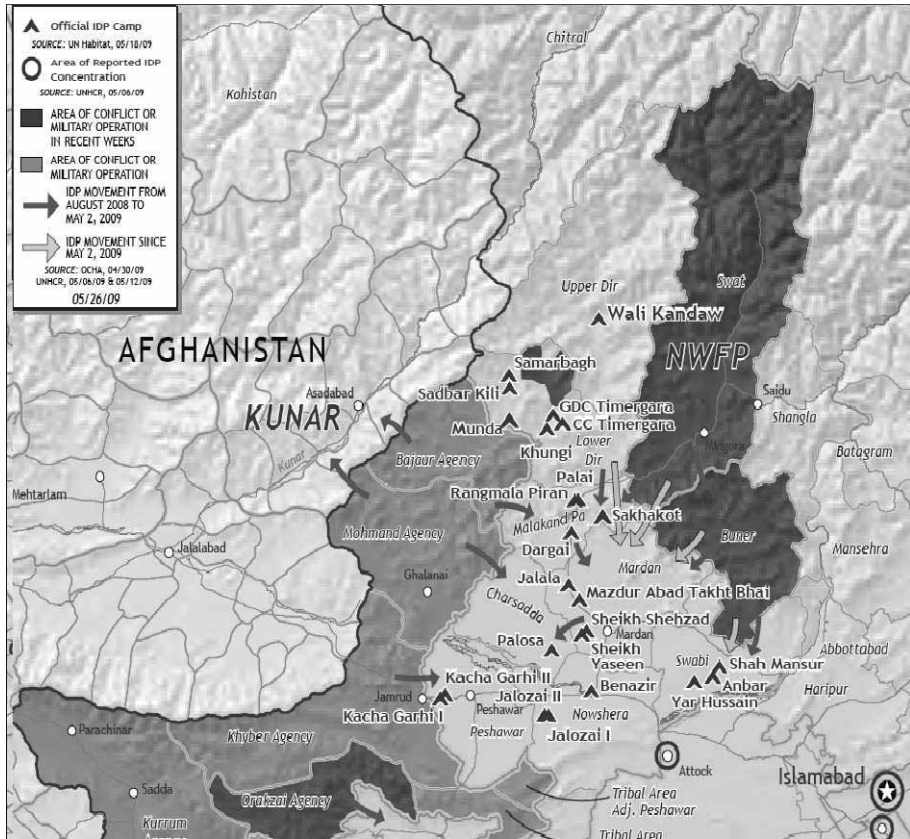 Official IDP Camp
SOURCE: UN Habitat, 05/18/09
Area of Reported IDP
Concentration
SOURCE: UNHCR, 05/06/09
AREA OF CONFLICT OR
MILITARY OPERATION
IN RECENT WEEKS
AREA OF CONFLICT OR
MILITARY OPERATION
IDP MOVEMENT FROM
AUGUST 2008 TO
MAY 2, 2009
IDP MOVEMENT SINCE
MAY 2, 2009
SOURCE: OCHA, 04/30/09
UNHCR, 05/06/09 & 05/12/09
05/26/09
Chitral
Kohistan
Swat
Upper Dir
Wali Kandaw
AFGHANISTAN
NWFP
Samarbagh
Sadbar Kili
Asadabad
KUNAR
Saidu
Shangla
GDC Timergara
CC Timergara
Munda
Khungi
Lower
Dir
Mingora
Kunar
Bajaur Agency
Batagram
Mehtarlam
Palai
Rangmala Piran
Malakand Pa
Sakhakot
Mohmand Agency
Buner
Dargai
Jalalabad
Mansehra
Mardan
Ghalanai
Jalala
Charsadda
Mazdur Abad Takht Bhai
Sheikh Shehzad
Mardan
Palosa
Sheikh
Yaseen
Abbottabad
Swabi
Shah Mansur
Kacha Garhi II
Jamrud
Jalozai II
Benazir
Anbar
Haripur
Yar Hussain
Peshawar
Kacha Garhi I
Nowshera
Peshawar
Jalozai I
Parachinar
Khyber Agency
Attock
Islamabad
Sadda
Orakzai Agency
Tribal Area
Adj. Peshawar
Kurrum
Tribal Area